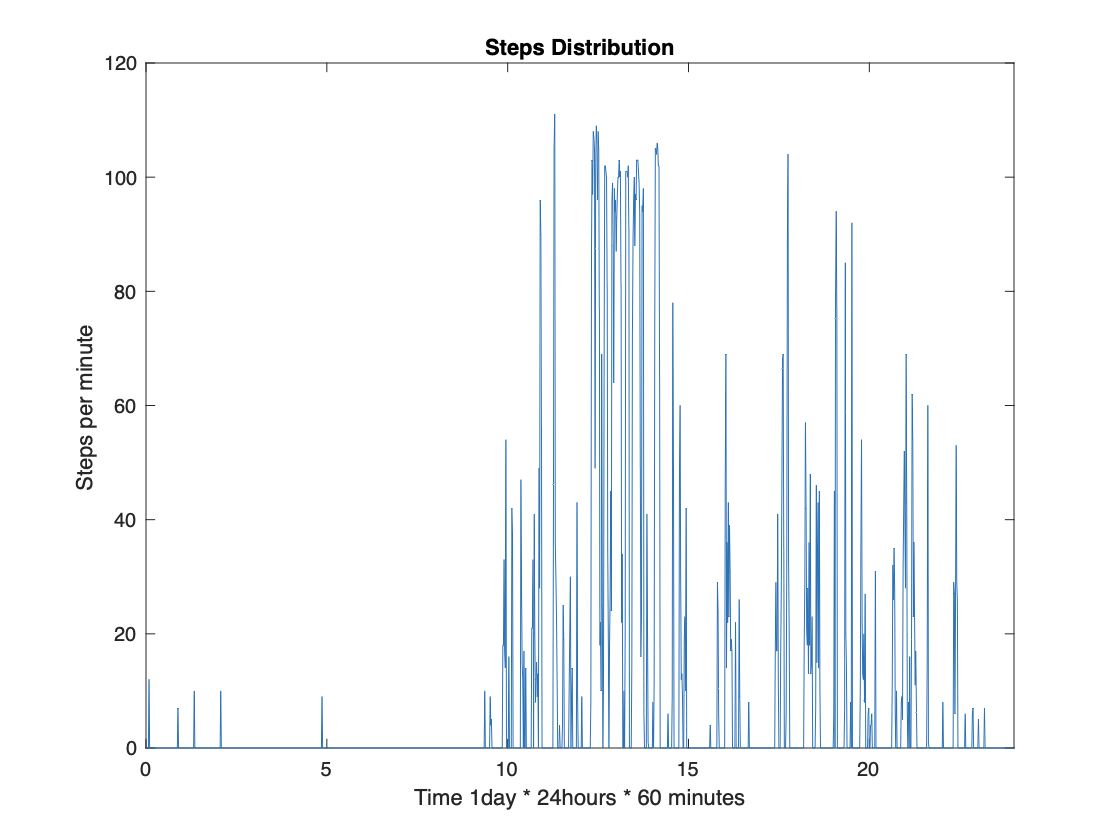 Steps Distribution
120
100
80
60
40
20
0
Steps per minute
0 5 10 15 20
Time 1day * 24hours * 60 minutes